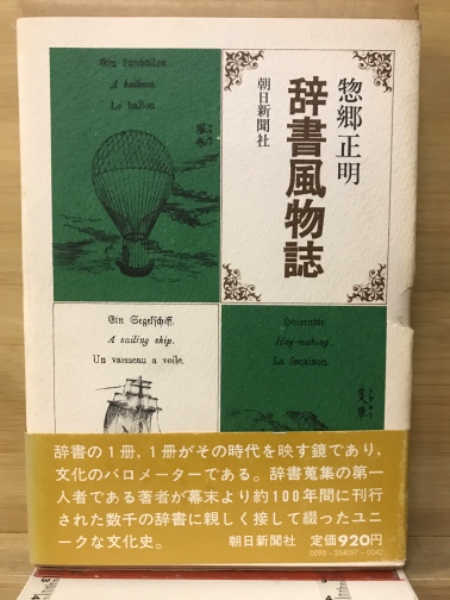 惣郷正明
辞書風物誌
朝日新聞社
Ein Luftballon.
A balloon.
Le ballon
Ein Segelschiff.
A sailing ship.
Un vaisseau a voile.
Heuernte
Hay-making.
La fenaison.
辞書の1冊,1冊がその時代を映す鏡であり,
文化のバロメーターである。辞書蒐集の第一
人者である著者が幕末より約100年間に刊行
された数千の辞書に親しく接して綴ったユニ
ークな文化史。
朝日新聞社 定価920円
0095-254097-0042